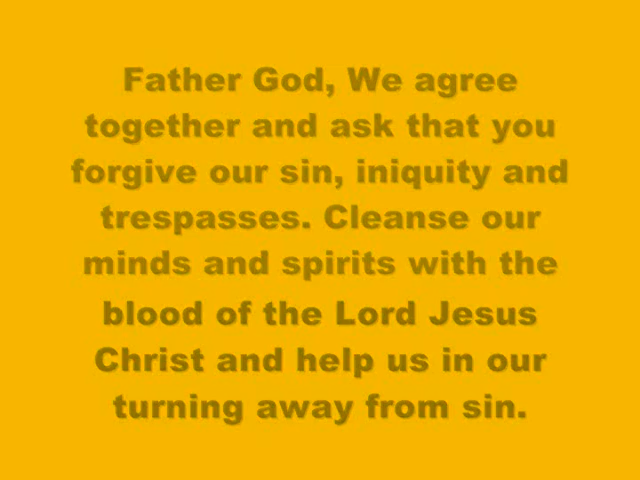 Father God, We agree
together and ask that you
forgive our sin, iniquity and
trespasses. Cleanse our
minds and spirits with the
blood of the Lord Jesus
Christ and help us in our
turning away from sin.